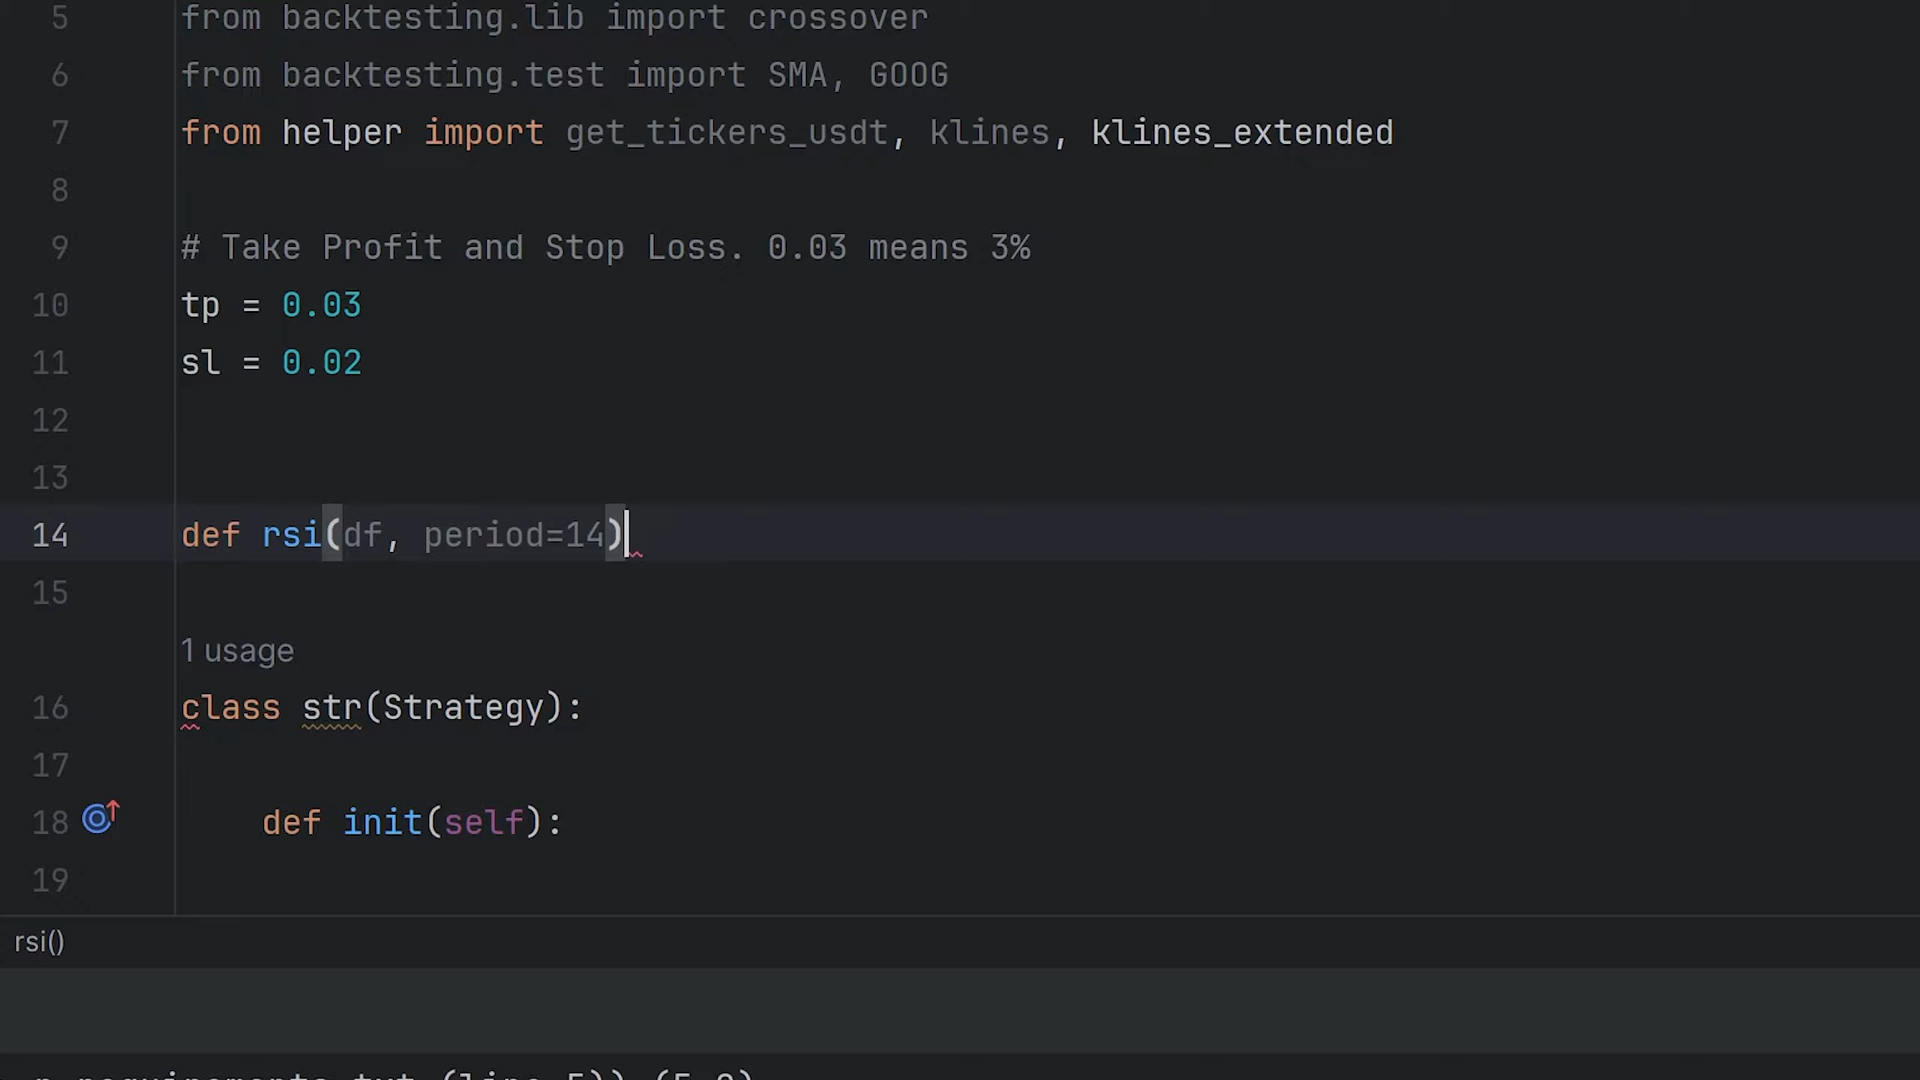 5 from backtesting.lib import crossover
6 from backtesting.test import SMA, GOOG
7 from helper import get_tickers_usdt, klines, klines_extended
8
9 # Take Profit and Stop Loss. 0.03 means 3%
10 tp = 0.03
11 sl = 0.02
12
13
14 def rsi(df, period=14)
15
1 usage
16 class str(Strategy):
17
18 def init(self):
19
rsi()